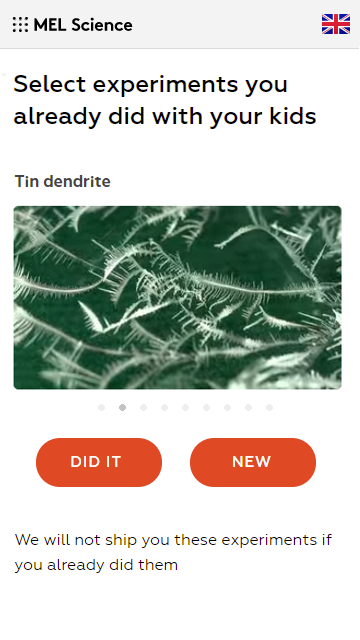 MEL Science
Select experiments you
already did with your kids
Tin dendrite
DID IT
NEW
We will not ship you these experiments if
you already did them